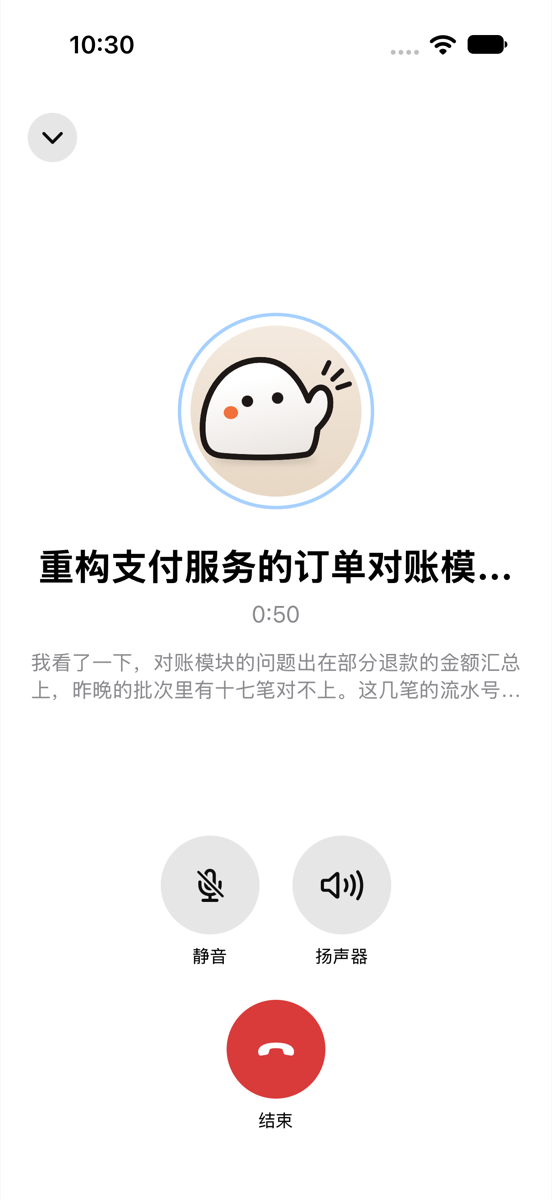 10:30
重构支付服务的订单对账模...
0:50
我看了一下，对账模块的问题出在部分退款的金额汇总
上，昨晚的批次里有十七笔对不上。这几笔的流水号...
静音
扬声器
结束